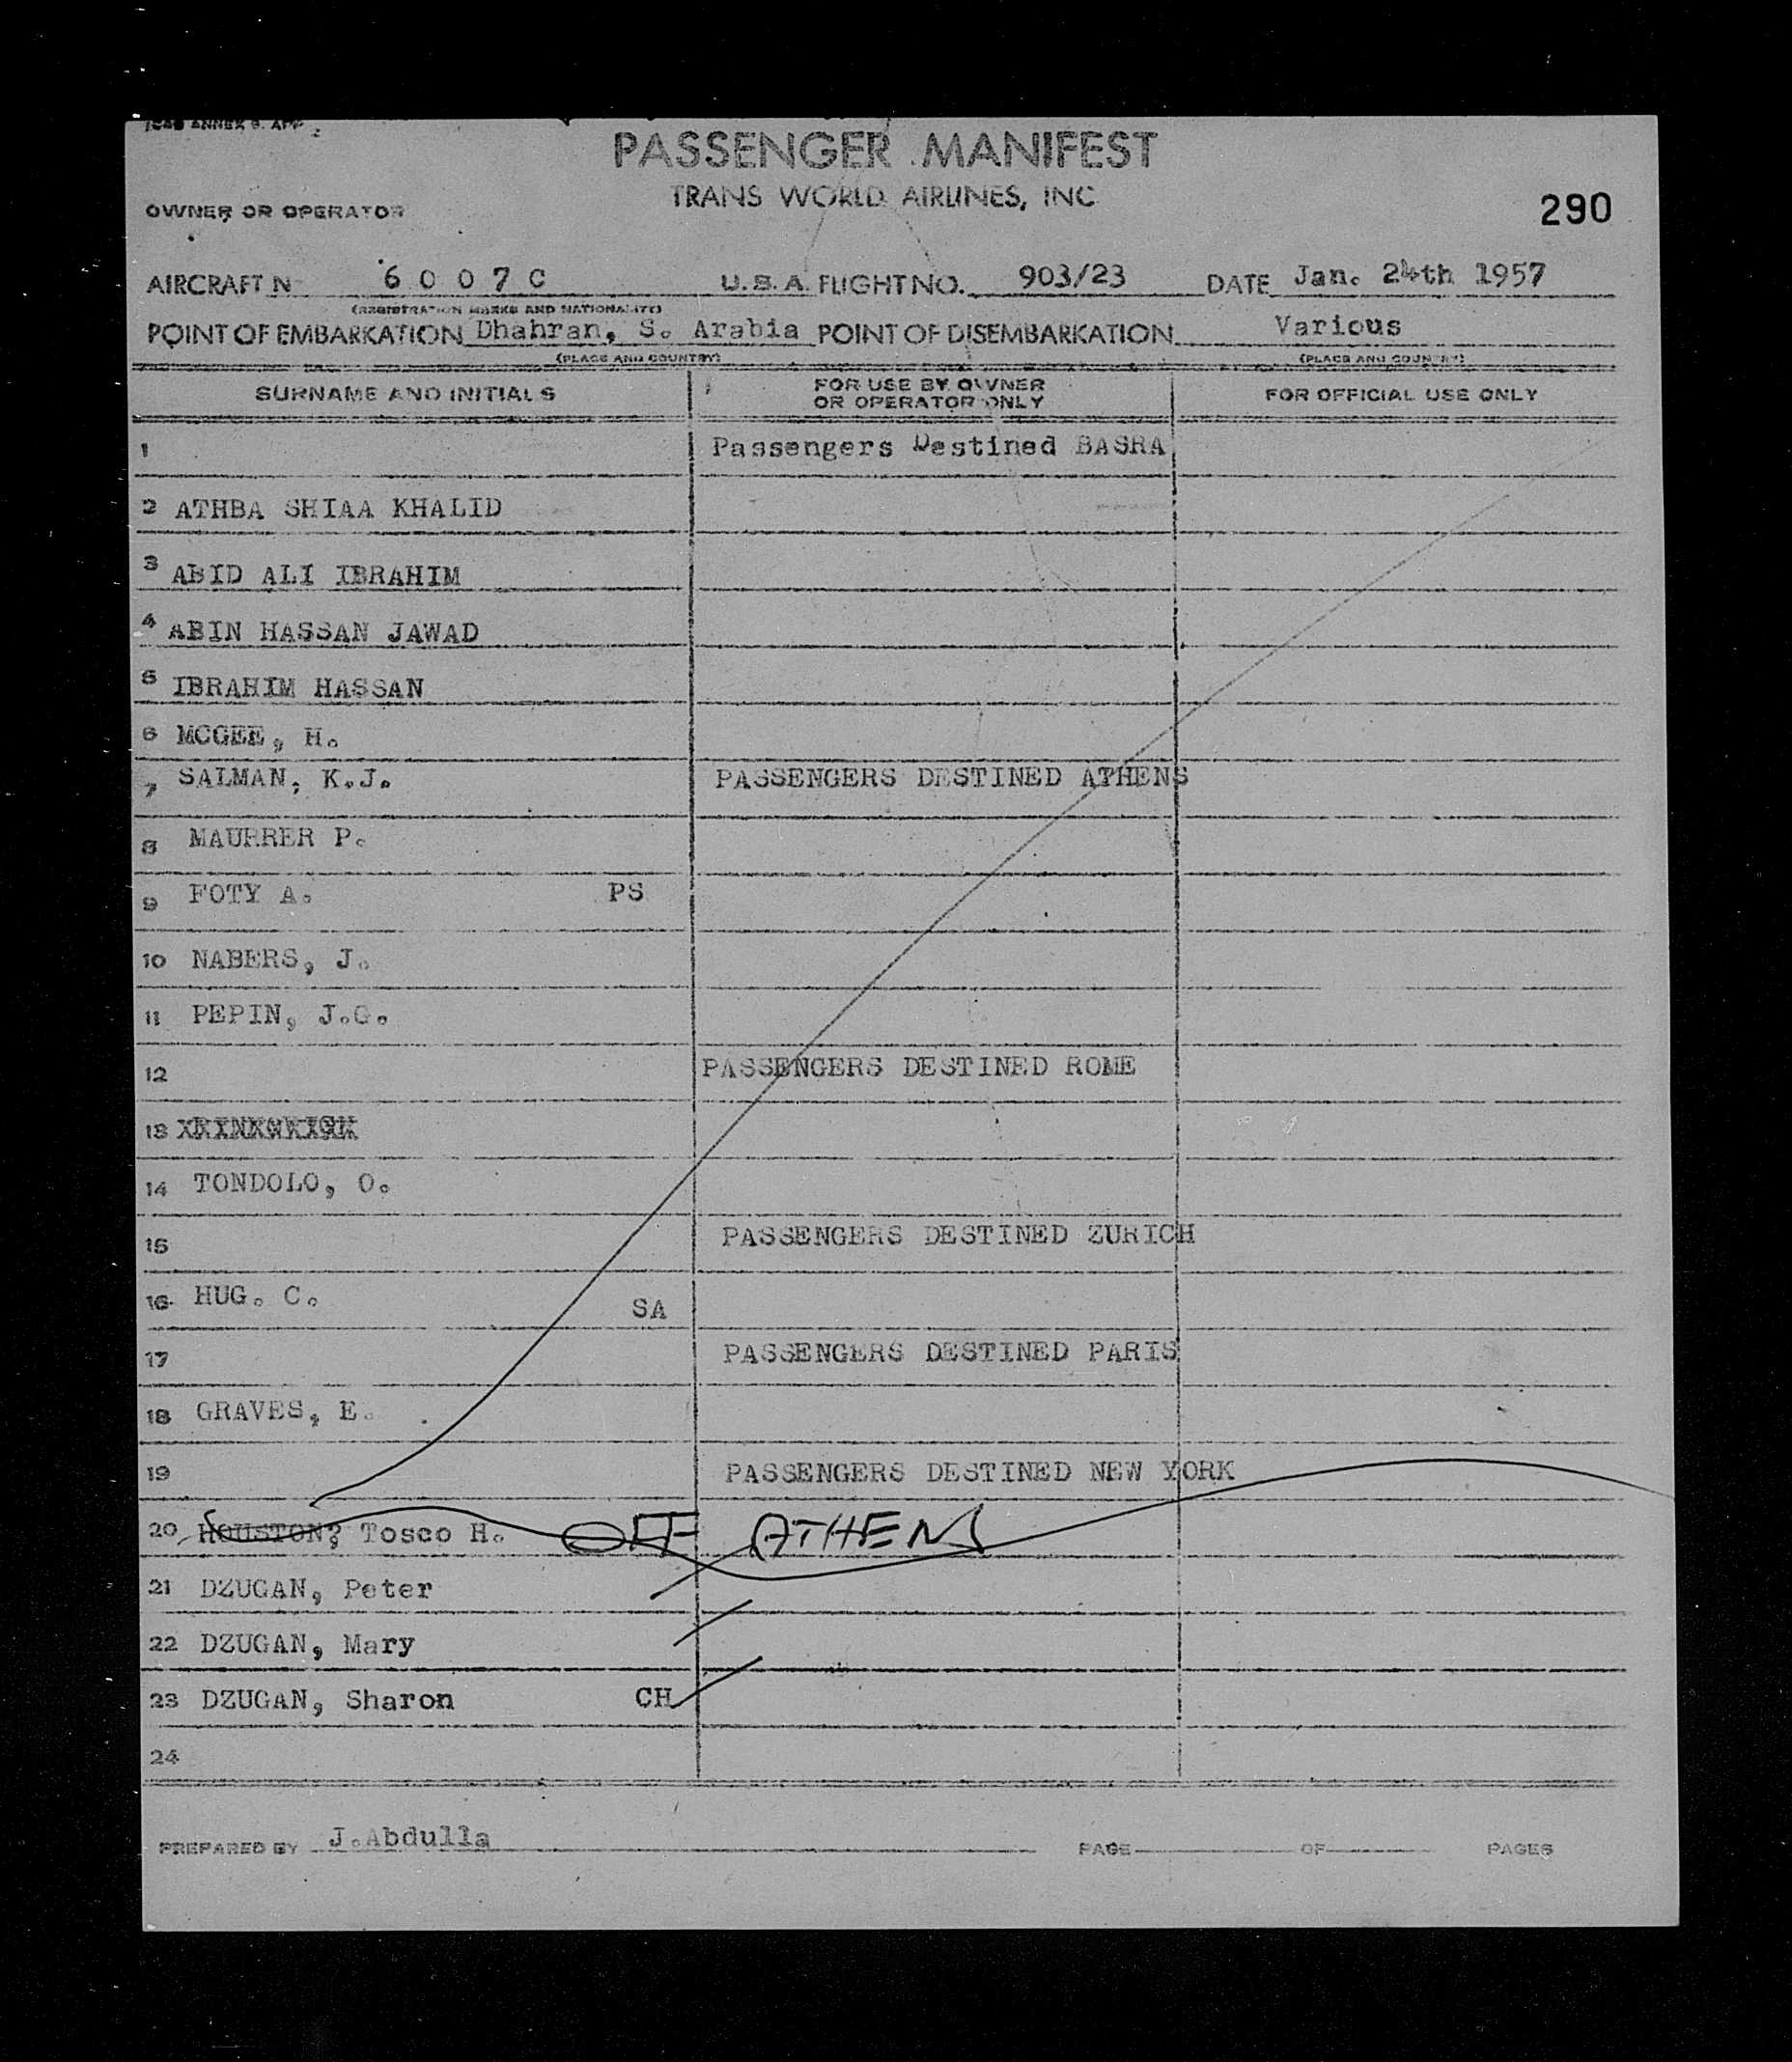 ICAO ANNEX 9. APP 2
PASSENGER MANIFEST
TRANS WORLD AIRLINES, INC
OWNER OR OPERATOR
290
AIRCRAFT N 6 0 0 7 C U.S.A. FLIGHT NO. 903/23 DATE Jan. 24th 1957
(REGISTRATION MARKS AND NATIONALITY)
POINT OF EMBARKATION Dhahran, S. Arabia POINT OF DISEMBARKATION Various
(PLACE AND COUNTRY) (PLACE AND COUNTRY)
SURNAME AND INITIALS FOR USE BY OWNER OR OPERATOR ONLY FOR OFFICIAL USE ONLY
1 Passengers Destined BASRA
2 ATHBA SHIAA KHALID
3 ABID ALI IBRAHIM
4 ABIN HASSAN JAWAD
5 IBRAHIM HASSAN
6 MCGEE, H.
7 SALMAN, K.J. PASSENGERS DESTINED ATHENS
8 MAURRER P.
9 FOTY A. PS
10 NABERS, J.
11 PEPIN, J.G.
12 PASSENGERS DESTINED ROME
13
14 TONDOLO, O.
15 PASSENGERS DESTINED ZURICH
16 HUG. C. SA
17 PASSENGERS DESTINED PARIS
18 GRAVES, E.
19 PASSENGERS DESTINED NEW YORK
20 HOUSTON, Tosco H. OFF ATHENS
21 DZUGAN, Peter
22 DZUGAN, Mary
23 DZUGAN, Sharon CH
24
PREPARED BY J.Abdulla PAGE OF PAGES